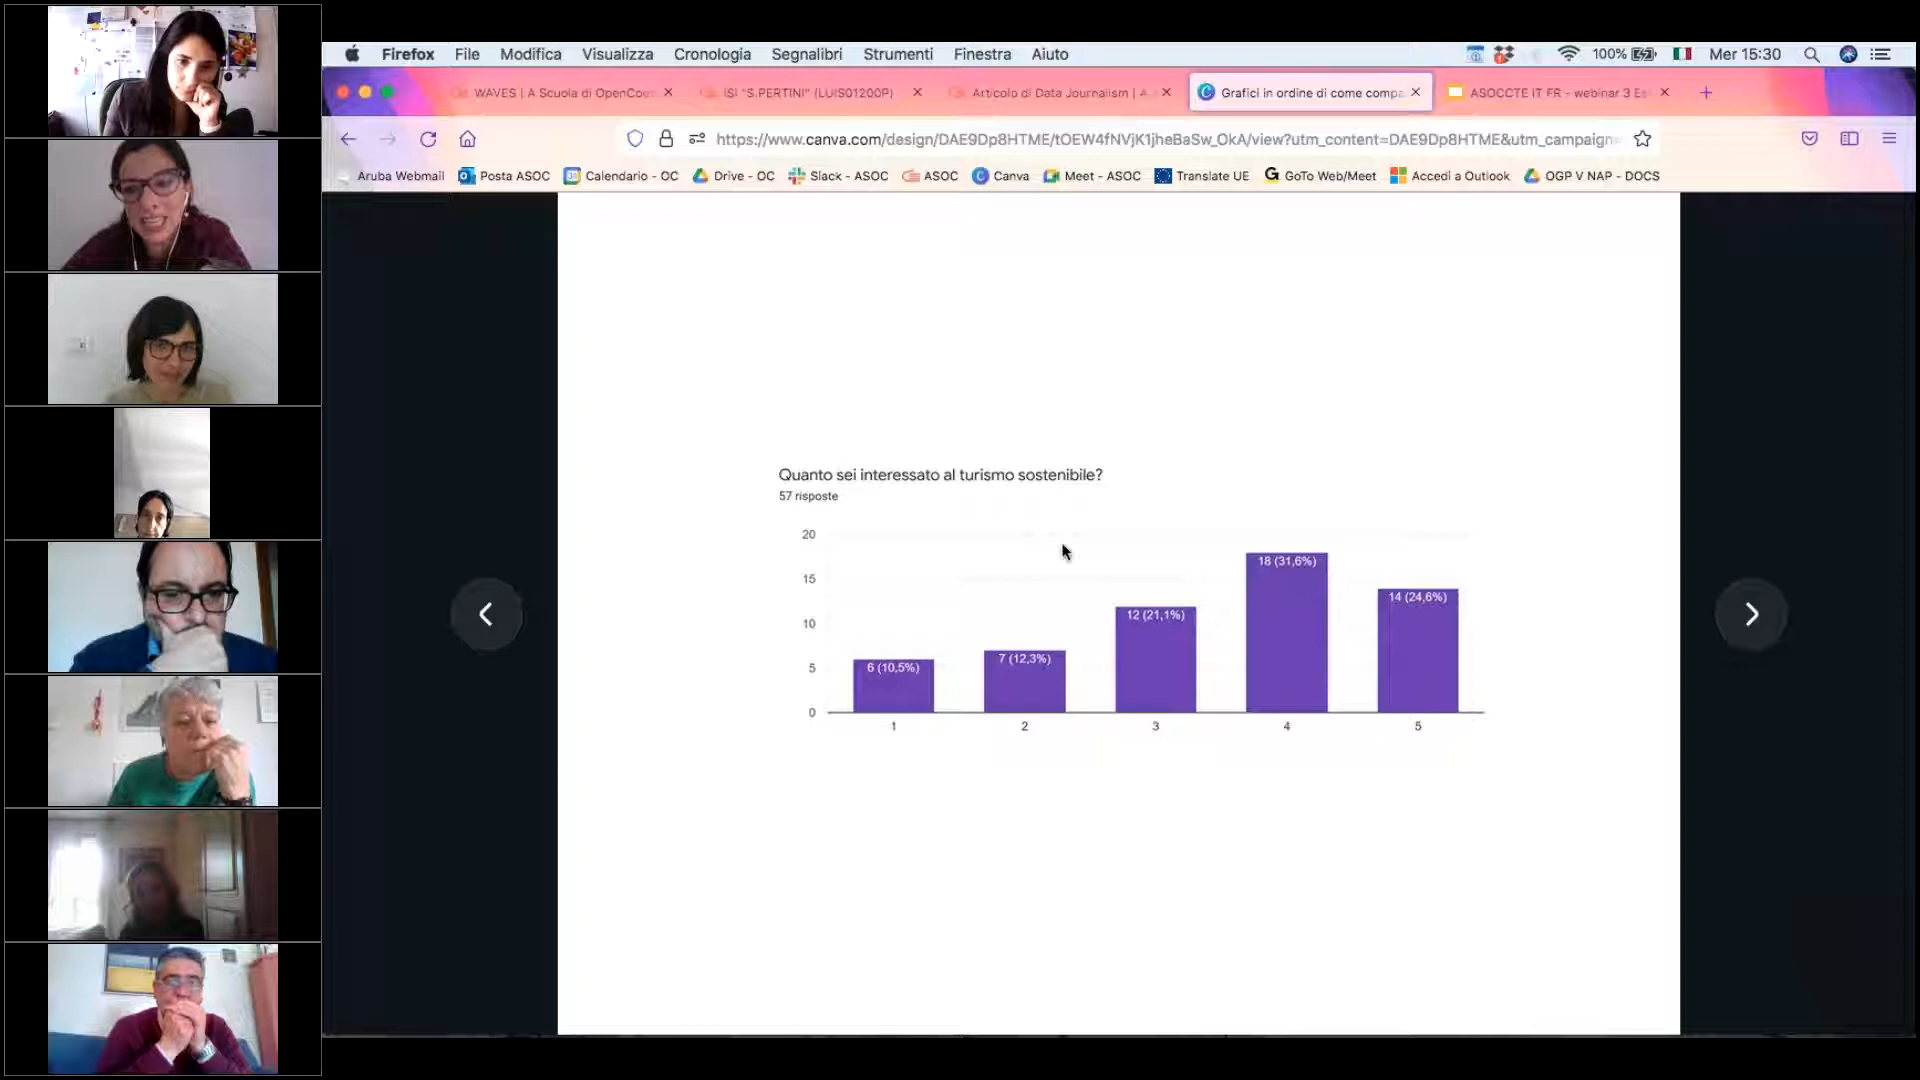 Firefox File Modifica Visualizza Cronologia Segnalibri Strumenti Finestra Aiuto 100% Mer 15:30
WAVES | A Scuola di OpenCoe
ISI "S.PERTINI" (LUIS01200P)
Articolo di Data Journalism | A
Grafici in ordine di come compa
ASOCCTE IT FR - webinar 3 Es
https://www.canva.com/design/DAE9Dp8HTME/tOEW4fNVjK1jheBaSw_OkA/view?utm_content=DAE9Dp8HTME&utm_campaign=
Aruba Webmail Posta ASOC Calendario - OC Drive - OC Slack - ASOC ASOC Canva Meet - ASOC Translate UE GoTo Web/Meet Accedi a Outlook OGP V NAP - DOCS
Quanto sei interessato al turismo sostenibile?
57 risposte
20
15
10
5
0
6 (10,5%)
7 (12,3%)
12 (21,1%)
18 (31,6%)
14 (24,6%)
1 2 3 4 5